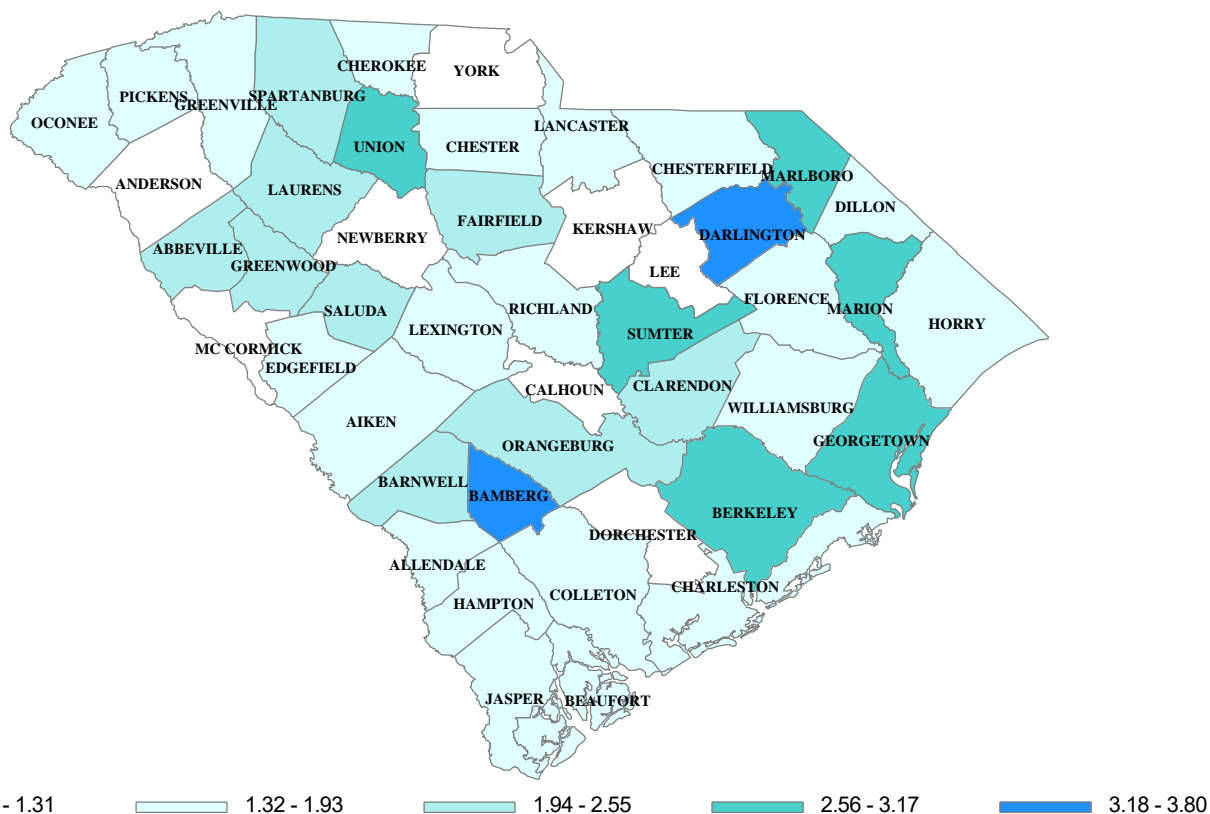 CHEROKEE
YORK
PICKENS
GREENVILLE
SPARTANBURG
OCONEE
LANCASTER
UNION
CHESTER
CHESTERFIELD
MARLBORO
ANDERSON
LAURENS
DILLON
FAIRFIELD
KERSHAW
DARLINGTON
NEWBERRY
ABBEVILLE
GREENWOOD
LEE
SALUDA
RICHLAND
FLORENCE
MARION
LEXINGTON
SUMTER
HORRY
MC CORMICK
EDGEFIELD
CALHOUN
CLARENDON
WILLIAMSBURG
AIKEN
ORANGEBURG
GEORGETOWN
BARNWELL
BAMBERG
BERKELEY
DORCHESTER
ALLENDALE
CHARLESTON
HAMPTON
COLLETON
JASPER
BEAUFORT
- 1.31 1.32 - 1.93 1.94 - 2.55 2.56 - 3.17 3.18 - 3.80